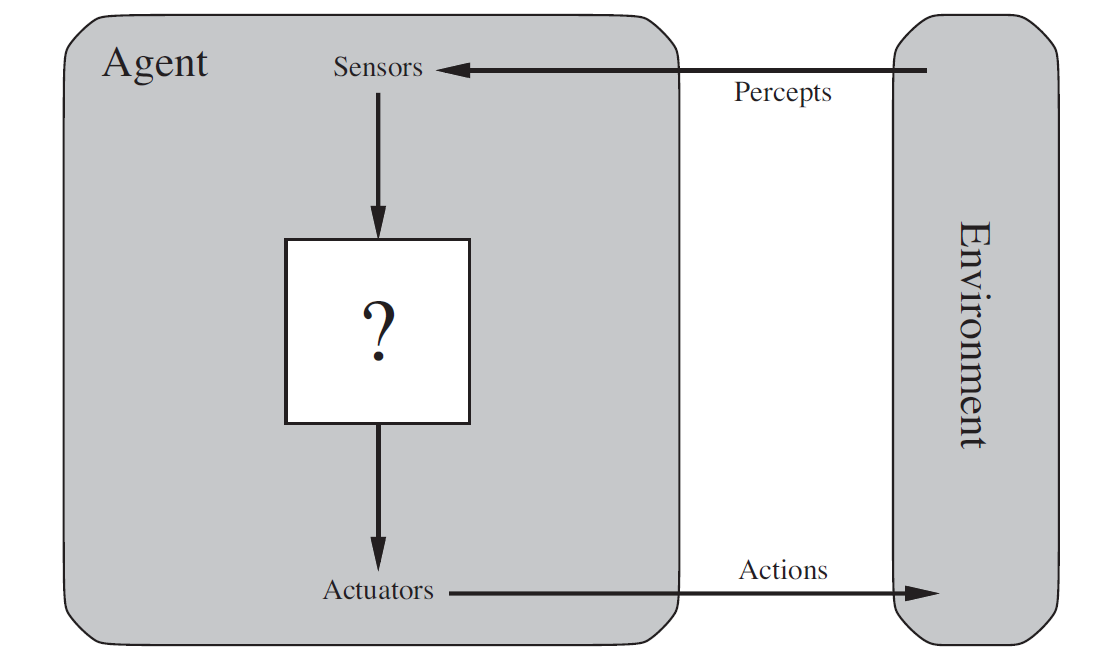 Agent
Sensors
Percepts
?
Environment
Actions
Actuators